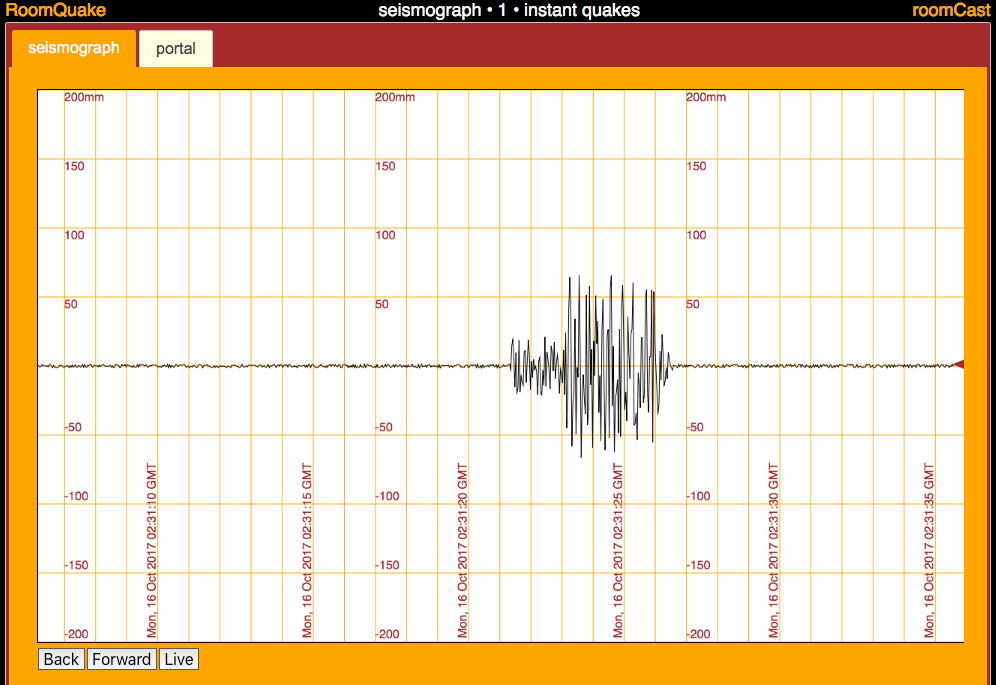 RoomQuake seismograph • 1 • instant quakes roomCast
seismograph portal
200mm 200mm 200mm
150 150 150
100 100 100
50 50 50
-50 -50 -50
-100 -100 -100
-150 -150 -150
-200 -200 -200
Mon, 16 Oct 2017 02:31:10 GMT
Mon, 16 Oct 2017 02:31:15 GMT
Mon, 16 Oct 2017 02:31:20 GMT
Mon, 16 Oct 2017 02:31:25 GMT
Mon, 16 Oct 2017 02:31:30 GMT
Mon, 16 Oct 2017 02:31:35 GMT
Back Forward Live